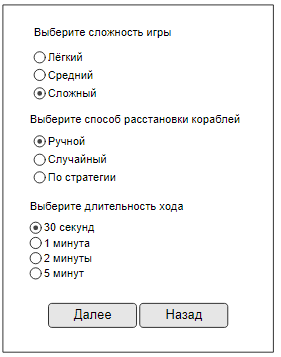 Выберите сложность игры
Лёгкий
Средний
Сложный
Выберите способ расстановки кораблей
Ручной
Случайный
По стратегии
Выберите длительность хода
30 секунд
1 минута
2 минуты
5 минут
Далее Назад